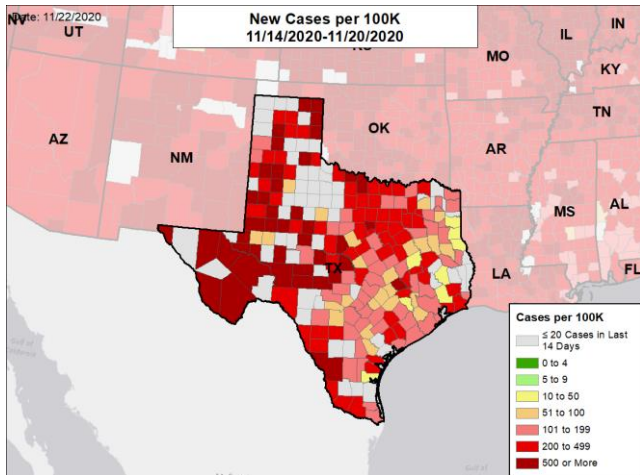 Date: 11/22/2020
New Cases per 100K
11/14/2020-11/20/2020
NV
UT
MO
IL
IN
KY
AZ
NM
OK
AR
TN
MS
AL
TX
LA
FL
Cases per 100K
≤ 20 Cases in Last
14 Days
0 to 4
5 to 9
10 to 50
51 to 100
101 to 199
200 to 499
500 or More